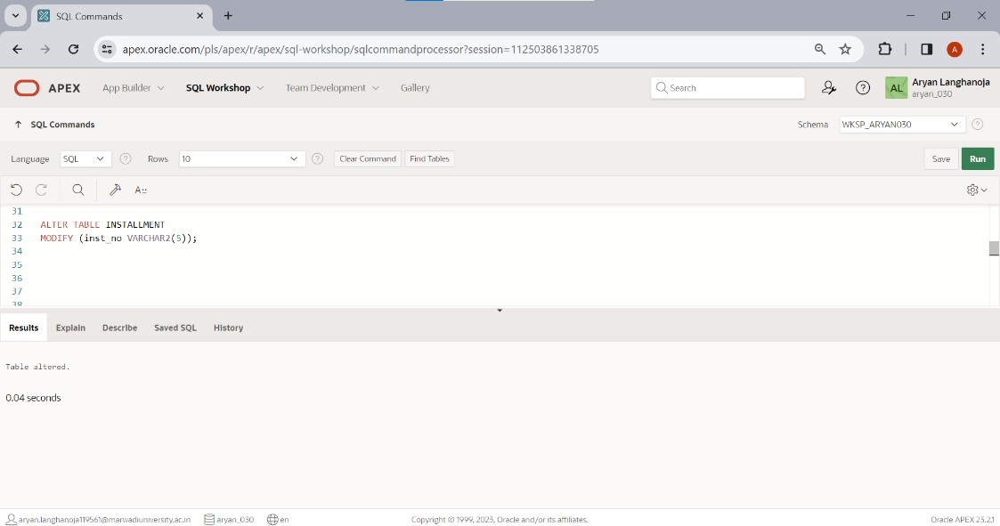 SQL Commands
apex.oracle.com/pls/apex/r/apex/sql-workshop/sqlcommandprocessor?session=112503861338705
A
APEX App Builder SQL Workshop Team Development Gallery Search AL Aryan Langhanoja
aryan_030
SQL Commands Schema WKSP_ARYAN030
Language SQL Rows 10 Clear Command Find Tables Save Run
31
32 ALTER TABLE INSTALLMENT
33 MODIFY (inst_no VARCHAR2(5));
34
35
36
37
38
Results Explain Describe Saved SQL History
Table altered.
0.04 seconds
aryan.langhanoja119561@marwadiuniversity.ac.in aryan_030 en Copyright © 1999, 2023, Oracle and/or its affiliates. Oracle APEX 23.2.1